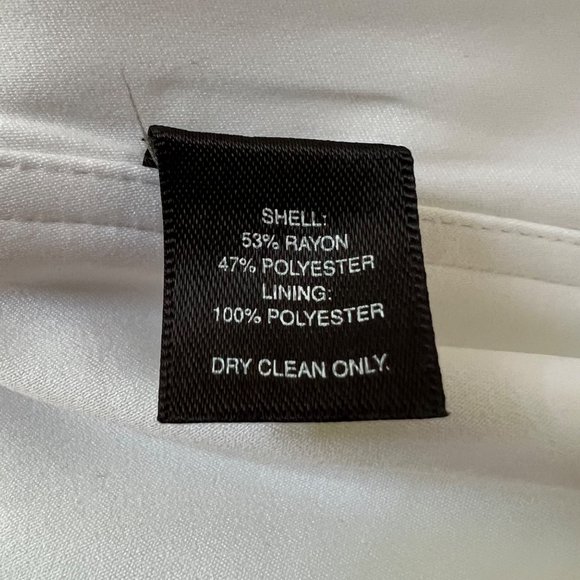 SHELL:
53% RAYON
47% POLYESTER
LINING:
100% POLYESTER
DRY CLEAN ONLY.